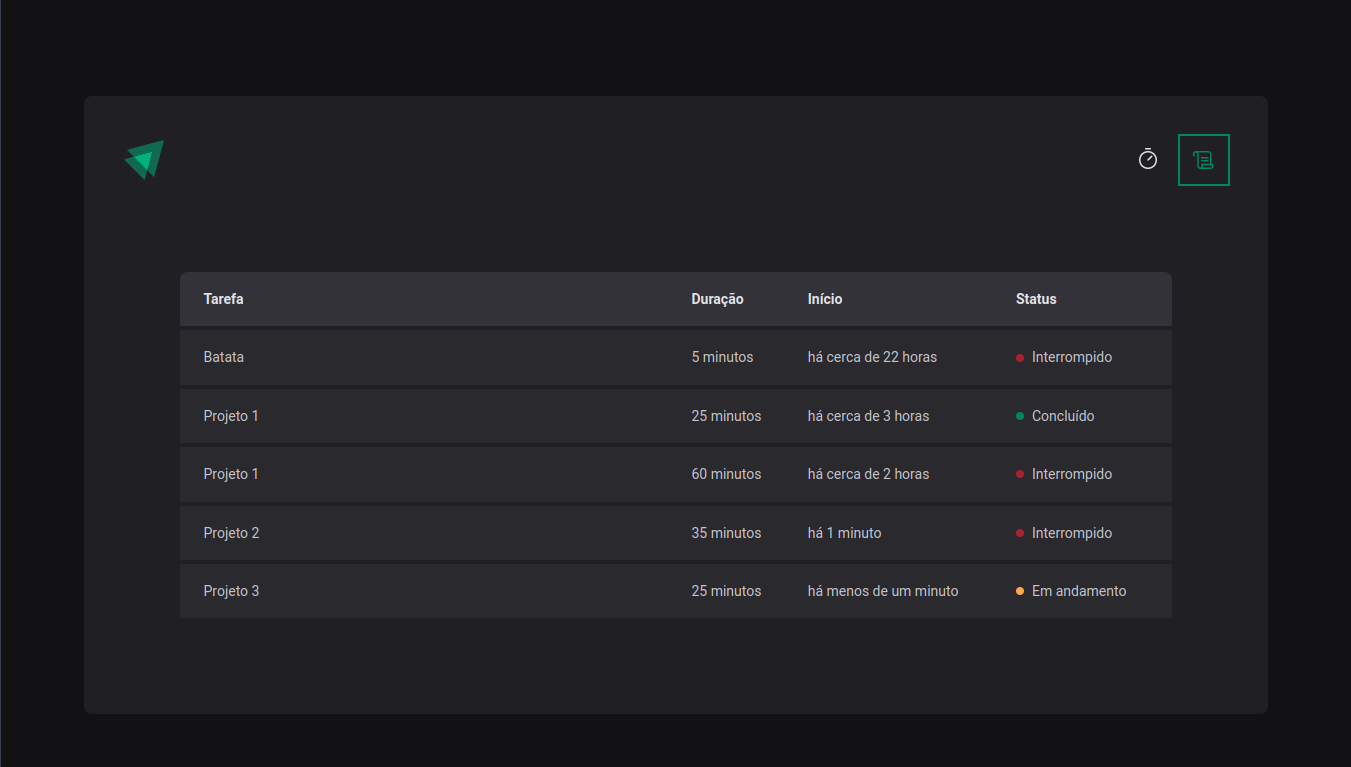 Tarefa Duração Início Status
Batata 5 minutos há cerca de 22 horas Interrompido
Projeto 1 25 minutos há cerca de 3 horas Concluído
Projeto 1 60 minutos há cerca de 2 horas Interrompido
Projeto 2 35 minutos há 1 minuto Interrompido
Projeto 3 25 minutos há menos de um minuto Em andamento